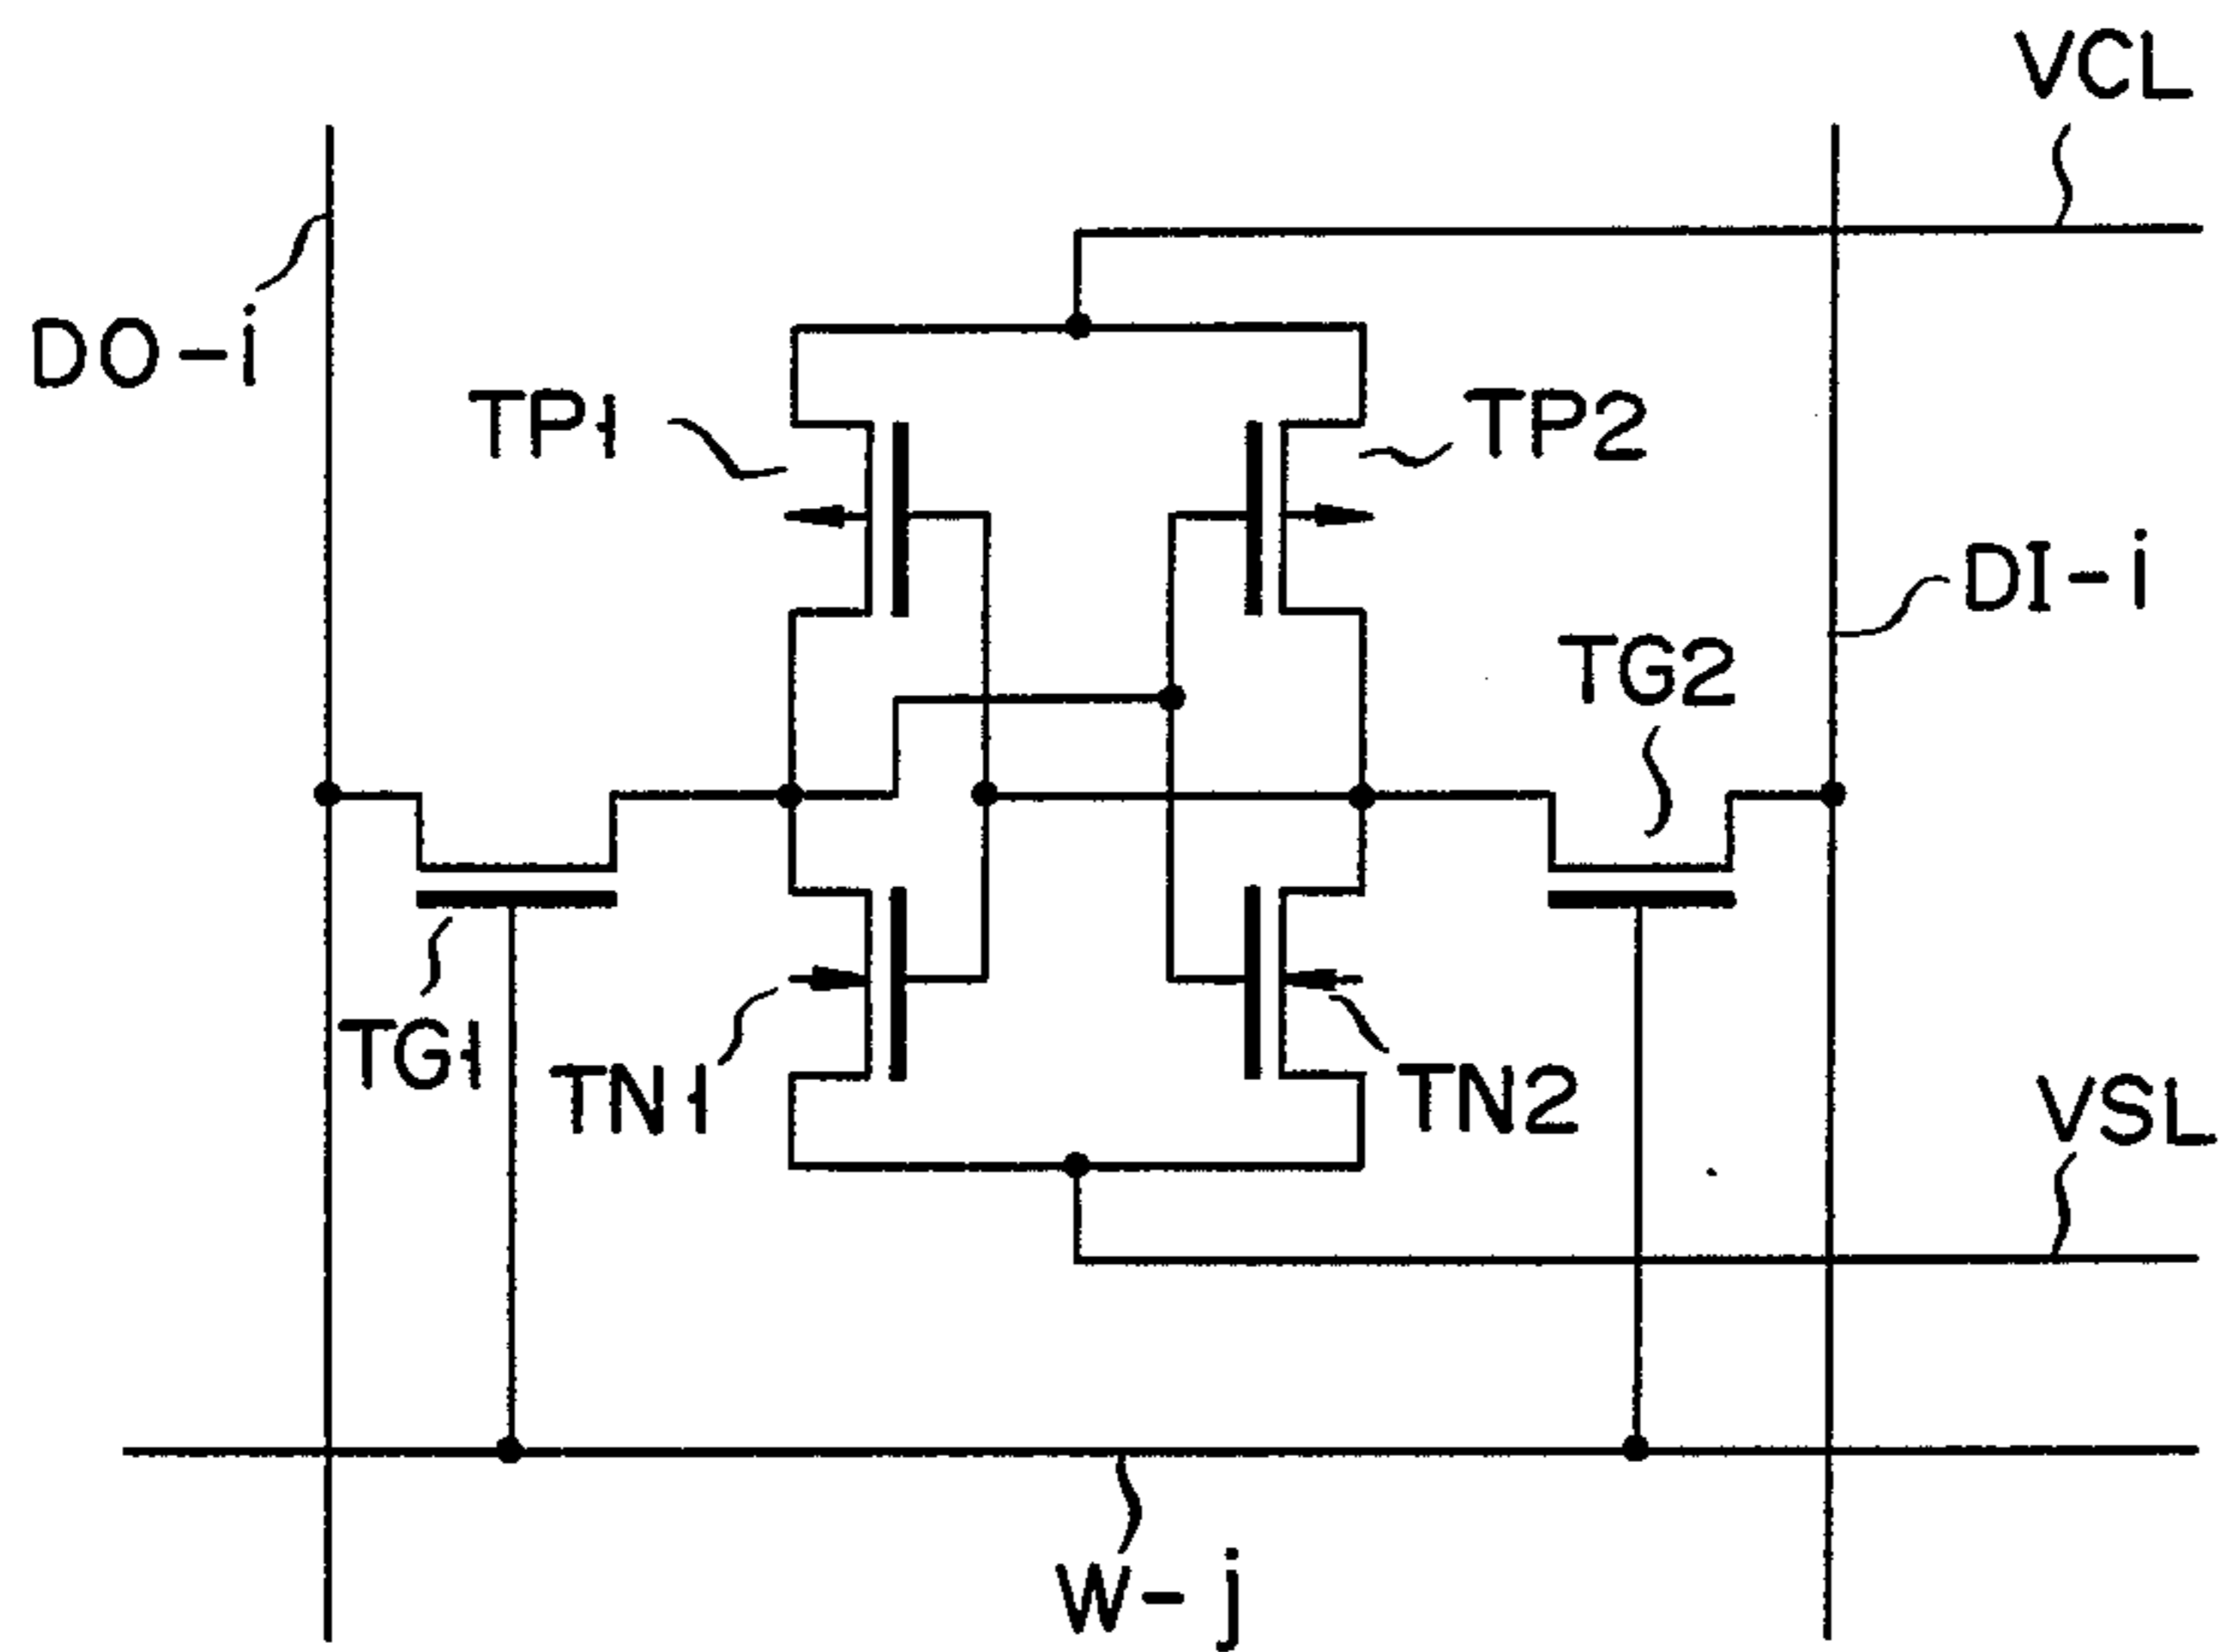 VCL
DO-i
TP1
TP2
DI-i
TG2
TG1
TN1
TN2
VSL
W-j